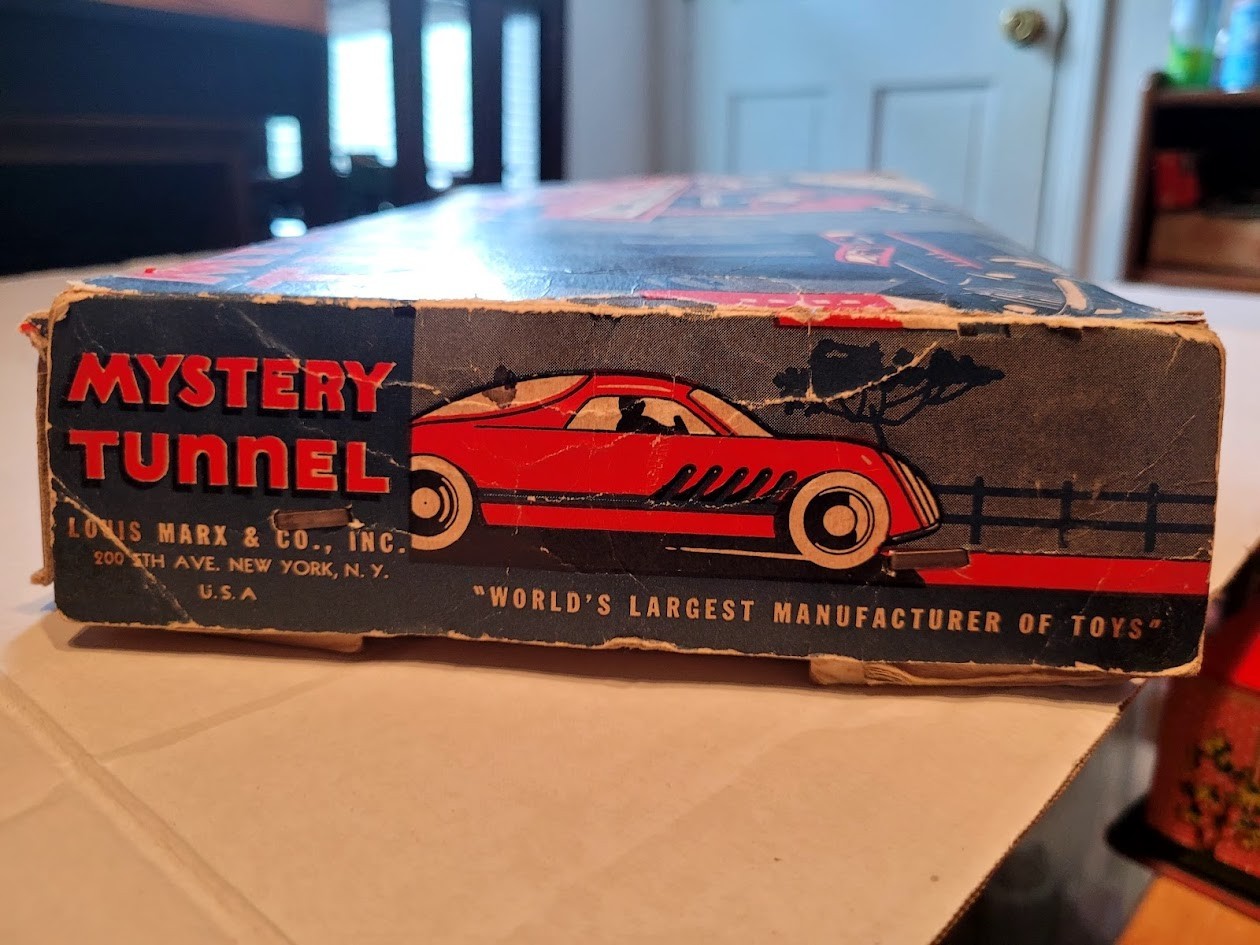 MYSTERY
TUNNEL
LOUIS MARX & CO., INC.
200 5TH AVE. NEW YORK, N. Y.
U.S.A
"WORLD'S LARGEST MANUFACTURER OF TOYS"